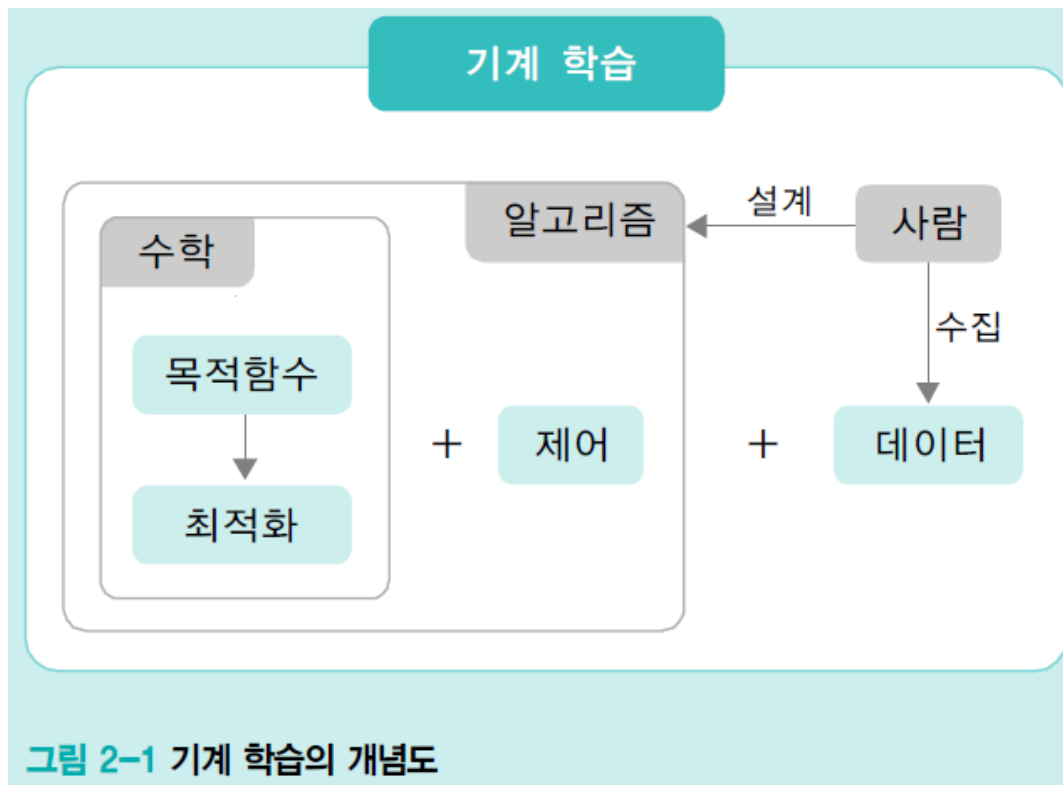 기계 학습
알고리즘
설계
사람
수학
수집
목적함수
+
제어
+
데이터
최적화
그림 2-1 기계 학습의 개념도